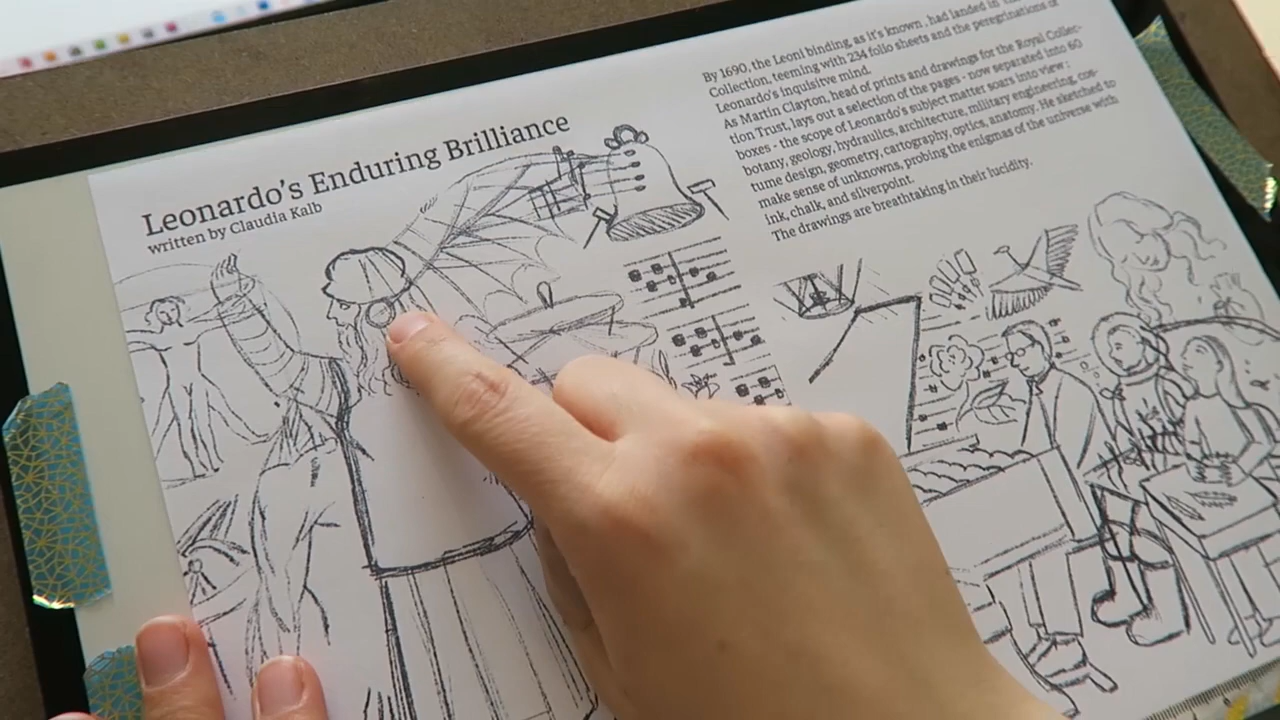 Leonardo's Enduring Brilliance
written by Claudia Kalb
By 1690, the Leoni binding, as it's known , had landed in
Collection, teeming with 234 folio sheets and the peregrinations of
Leonardo's inquisitve mind.
As Martin Clayton, head of prints and drawings for the Royal Collec-
tion Trust, lays out a selection of the pages - now separated into 60
boxes - the scope of Leonardo's subject matter soars into view :
botany, geology, hydraulics, architecture, military engineering, cos-
tume design, geometry, cartography, optics, anatomy. He sketched to
make sense of unknowns, probing the enigmas of the universe with
ink, chalk, and silverpoint.
The drawings are breathtaking in their lucidity.